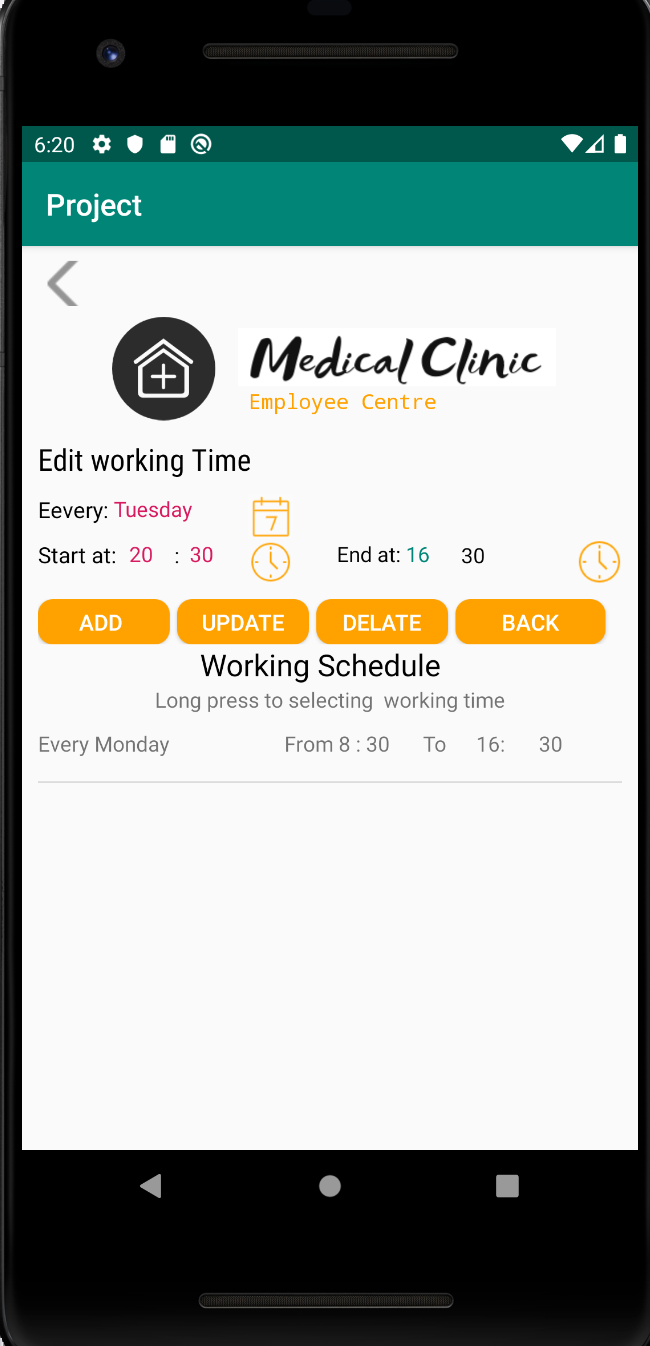 6:20
Project
Medical Clinic
Employee Centre
Edit working Time
Eevery: Tuesday
7
Start at: 20 : 30 End at: 16 30
ADD UPDATE DELATE BACK
Working Schedule
Long press to selecting working time
Every Monday From 8 : 30 To 16: 30